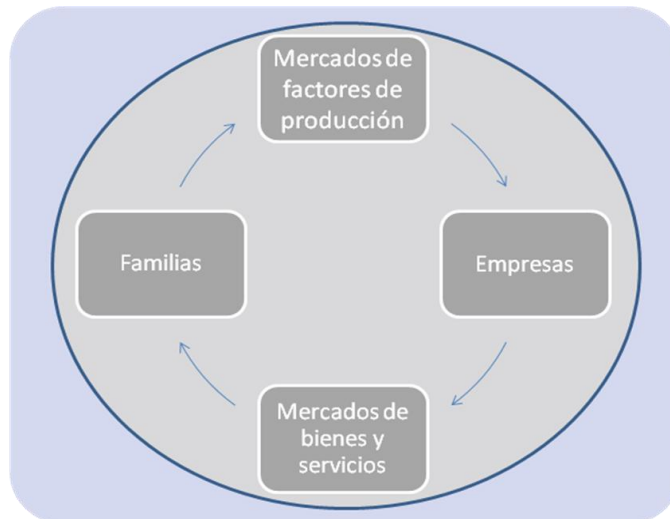 Mercados de
factores de
producción
Familias
Empresas
Mercados de
bienes y
servicios